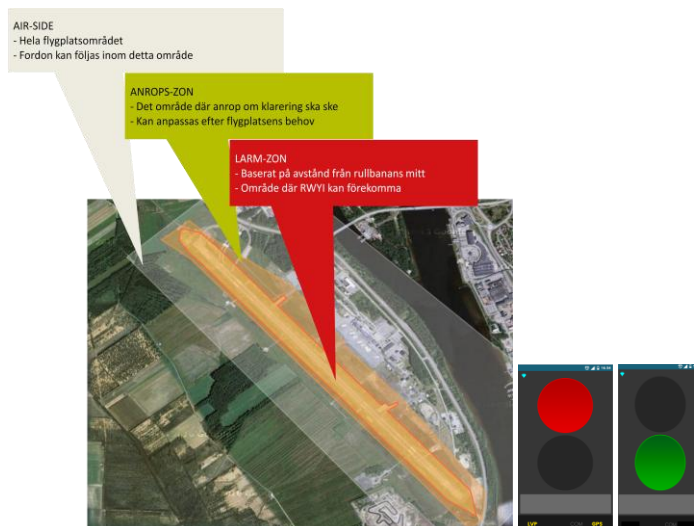 AIR-SIDE
- Hela flygplatsområdet
- Fordon kan följas inom detta område
ANROPS-ZON
- Det område där anrop om klarering ska ske
- Kan anpassas efter flygplatsens behov
LARM-ZON
- Baserat på avstånd från rullbanans mitt
- Område där RWYI kan förekomma
LVP COM GPS